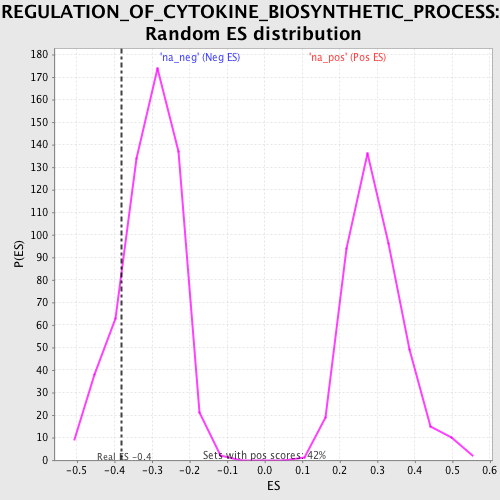 REGULATION_OF_CYTOKINE_BIOSYNTHETIC_PROCESS:
Random ES distribution
'na_neg' (Neg ES)
'na_pos' (Pos ES)
180
170
160
150
140
130
120
110
100
90
80
70
60
50
40
30
20
10
0
P(ES)
Real ES -0.4
Sets with pos scores: 42%
-0.5 -0.4 -0.3 -0.2 -0.1 0.0 0.1 0.2 0.3 0.4 0.5 0.6
ES